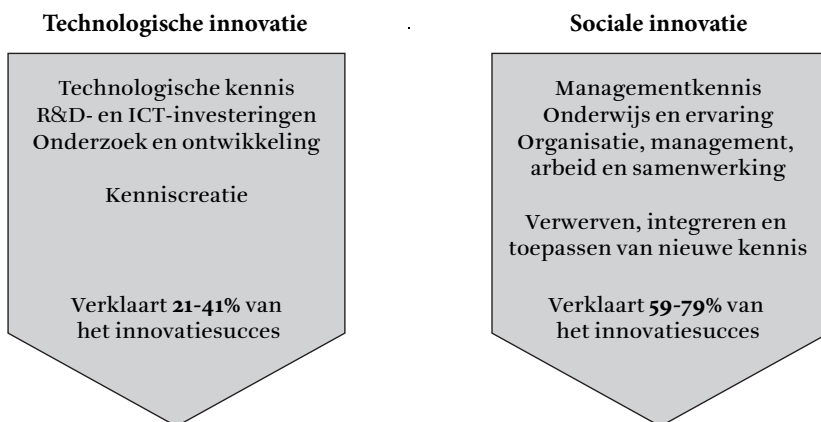 Technologische innovatie
Technologische kennis
R&D- en ICT-investeringen
Onderzoek en ontwikkeling
Kenniscreatie
Verklaart 21-41% van
het innovatiesucces
Sociale innovatie
Managementkennis
Onderwijs en ervaring
Organisatie, management,
arbeid en samenwerking
Verwerven, integreren en
toepassen van nieuwe kennis
Verklaart 59-79% van
het innovatiesucces